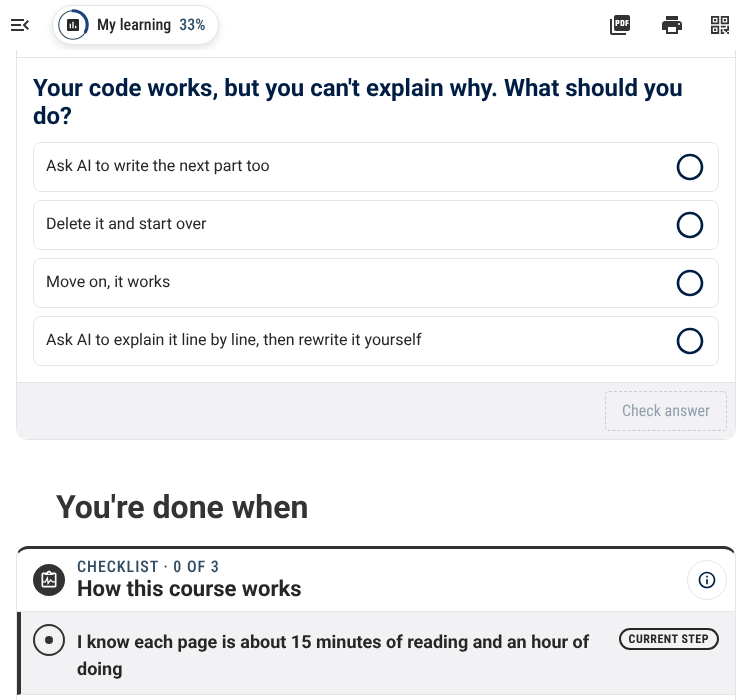 My learning 33%
PDF
Your code works, but you can't explain why. What should you
do?
Ask AI to write the next part too
Delete it and start over
Move on, it works
Ask AI to explain it line by line, then rewrite it yourself
Check answer
You're done when
CHECKLIST · 0 OF 3
How this course works
I know each page is about 15 minutes of reading and an hour of
doing
CURRENT STEP